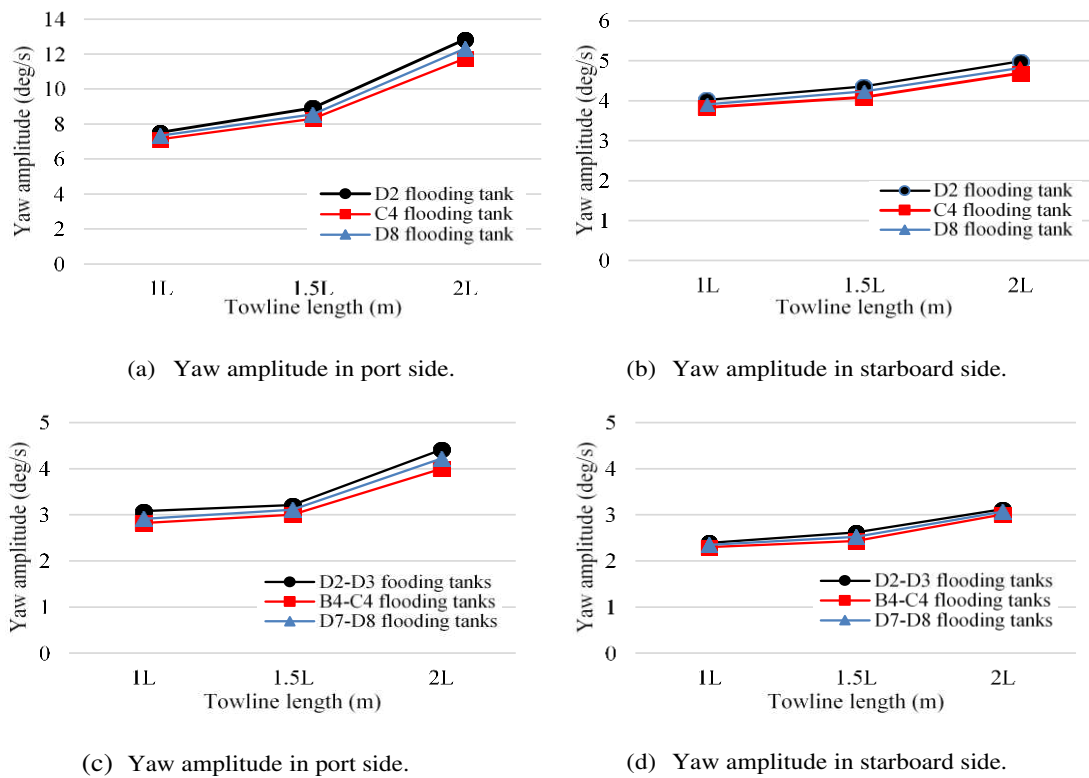 14
12
10
8
6
4
2
0
Yaw amplitude (deg/s)
D2 flooding tank
C4 flooding tank
D8 flooding tank
1L 1.5L 2L
Towline length (m)
(a) Yaw amplitude in port side.
6
5
4
3
2
1
0
Yaw amplitude (deg/s)
D2 flooding tank
C4 flooding tank
D8 flooding tank
1L 1.5L 2L
Towline length (m)
(b) Yaw amplitude in starboard side.
5
4
3
2
1
0
Yaw amplitude (deg/s)
D2-D3 fooding tanks
B4-C4 flooding tanks
D7-D8 flooding tanks
1L 1.5L 2L
Towline length (m)
(c) Yaw amplitude in port side.
5
4
3
2
1
0
Yaw amplitude (deg/s)
D2-D3 flooding tanks
B4-C4 flooding tanks
D7-D8 flooding tanks
1L 1.5L 2L
Towline length (m)
(d) Yaw amplitude in starboard side.